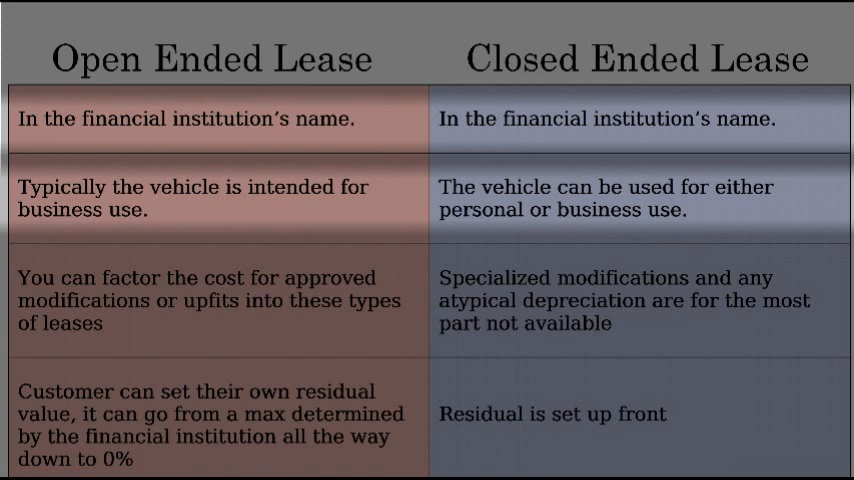 Open Ended Lease
Closed Ended Lease
In the financial institution's name.
In the financial institution's name.
Typically the vehicle is intended for
business use.
The vehicle can be used for either
personal or business use.
You can factor the cost for approved
modifications or upfits into these types
of leases
Specialized modifications and any
atypical depreciation are for the most
part not available
Customer can set their own residual
value, it can go from a max determined
by the financial institution all the way
down to 0%
Residual is set up front